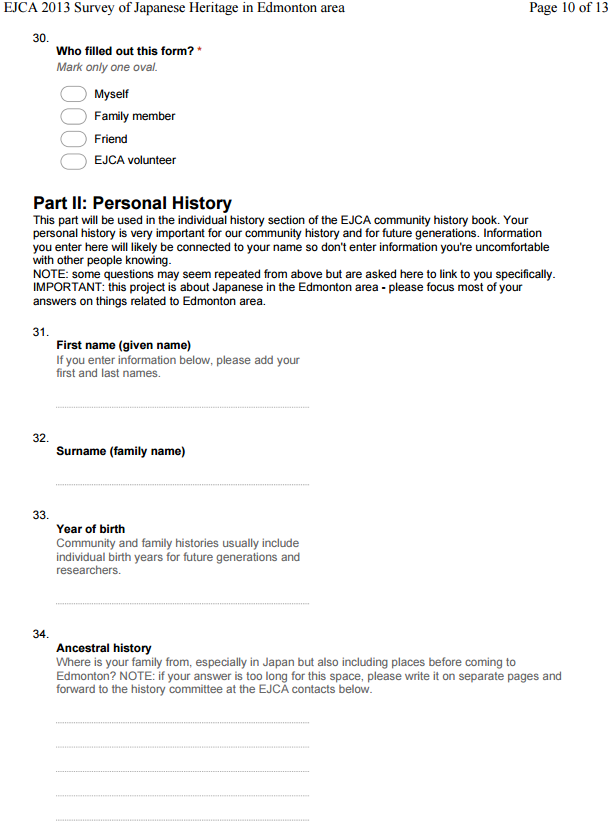 EJCA 2013 Survey of Japanese Heritage in Edmonton area Page 10 of 13
30.
Who filled out this form? *
Mark only one oval.
Myself
Family member
Friend
EJCA volunteer
Part II: Personal History
This part will be used in the individual history section of the EJCA community history book. Your
personal history is very important for our community history and for future generations. Information
you enter here will likely be connected to your name so don't enter information you're uncomfortable
with other people knowing.
NOTE: some questions may seem repeated from above but are asked here to link to you specifically.
IMPORTANT: this project is about Japanese in the Edmonton area - please focus most of your
answers on things related to Edmonton area.
31.
First name (given name)
If you enter information below, please add your
first and last names.
32.
Surname (family name)
33.
Year of birth
Community and family histories usually include
individual birth years for future generations and
researchers.
34.
Ancestral history
Where is your family from, especially in Japan but also including places before coming to
Edmonton? NOTE: if your answer is too long for this space, please write it on separate pages and
forward to the history committee at the EJCA contacts below.